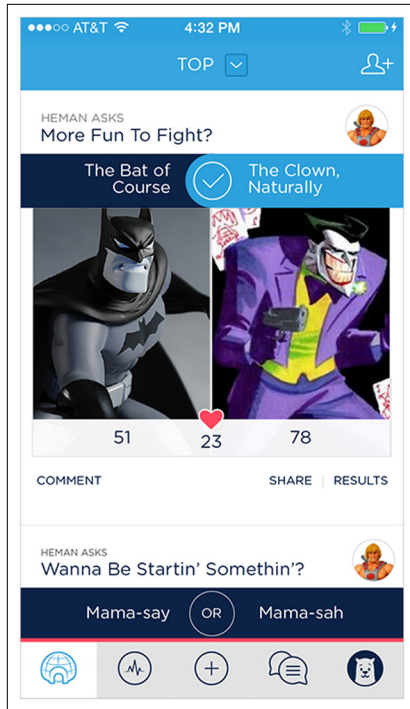 AT&T 4:32 PM
TOP
HEMAN ASKS
More Fun To Fight?
The Bat of
Course
The Clown,
Naturally
51 23 78
COMMENT SHARE RESULTS
HEMAN ASKS
Wanna Be Startin’ Somethin’?
Mama-say OR Mama-sah